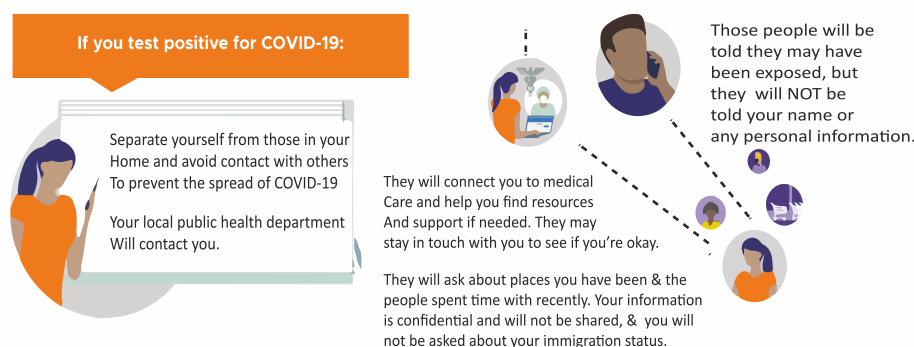 If you test positive for COVID-19:
Separate yourself from those in your
Home and avoid contact with others
To prevent the spread of COVID-19
Your local public health department
Will contact you.
They will connect you to medical
Care and help you find resources
And support if needed. They may
stay in touch with you to see if you're okay.
They will ask about places you have been & the
people spent time with recently. Your information
is confidential and will not be shared, & you will
not be asked about your immigration status.
Those people will be
told they may have
been exposed, but
they will NOT be
told your name or
any personal information.